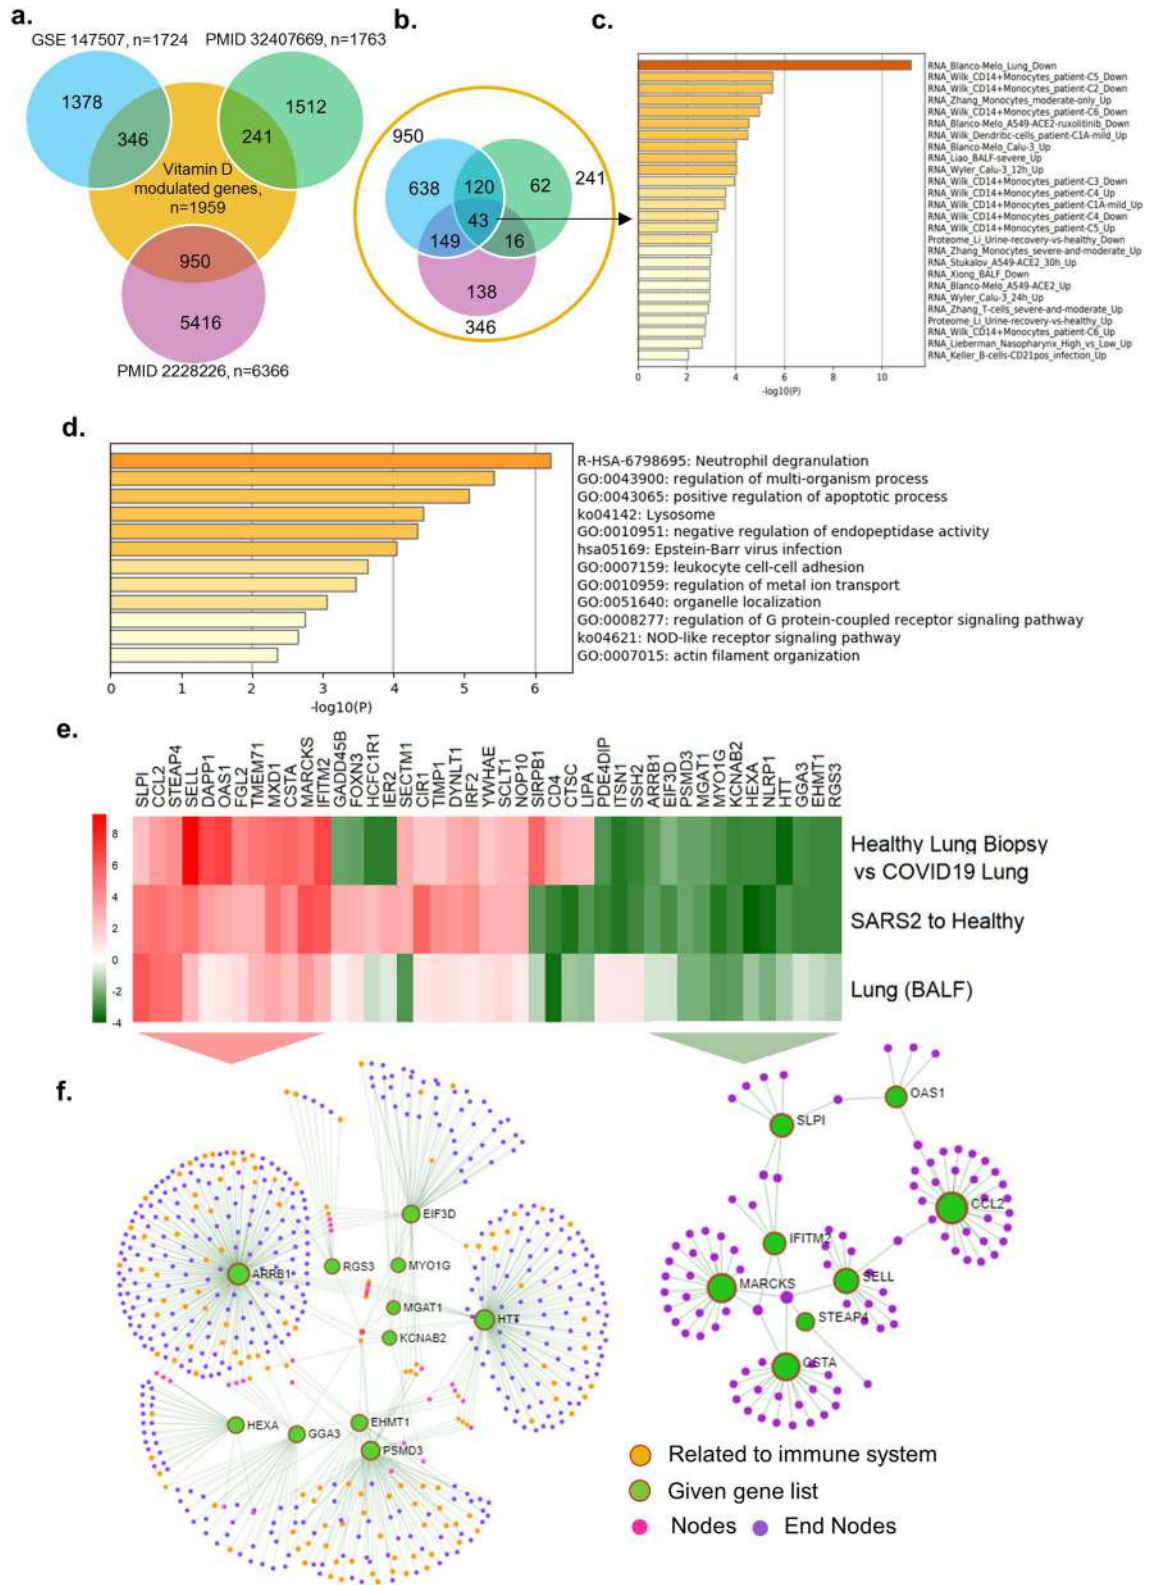 a.
GSE 147507, n=1724
PMID 32407669, n=1763
1378
346
241
1512
Vitamin D
modulated genes,
n=1959
950
5416
PMID 2228226, n=6366
b.
950
638
120
62
241
43
149
16
138
346
c.
RNA_Blanco-Melo_Lung_Down
RNA_Wilk_CD14+Monocytes_patient-C5_Down
RNA_Wilk_CD14+Monocytes_patient-C2_Down
RNA_Zhang_Monocytes_moderate-only_Up
RNA_Wilk_CD14+Monocytes_patient-C6_Down
RNA_Blanco-Melo_A549-ACE2-ruxolitinib_Down
RNA_Wilk_Dendritic-cells_patient-C1A-mild_Up
RNA_Blanco-Melo_Calu-3_Up
RNA_Liao_BALF-severe_Up
RNA_Wyler_Calu-3_12h_Up
RNA_Wilk_CD14+Monocytes_patient-C3_Down
RNA_Wilk_CD14+Monocytes_patient-C4_Up
RNA_Wilk_CD14+Monocytes_patient-C1A-mild_Up
RNA_Wilk_CD14+Monocytes_patient-C4_Down
RNA_Wilk_CD14+Monocytes_patient-C5_Up
Proteome_Li_Urine-recovery-vs-healthy_Down
RNA_Zhang_Monocytes_severe-and-moderate_Up
RNA_Stukalov_A549-ACE2_30h_Up
RNA_Xiong_BALF_Down
RNA_Blanco-Melo_A549-ACE2_Up
RNA_Wyler_Calu-3_24h_Up
RNA_Zhang_T-cells_severe-and-moderate_Up
Proteome_Li_Urine-recovery-vs-healthy_Up
RNA_Wilk_CD14+Monocytes_patient-C6_Up
RNA_Lieberman_Nasopharynx_High_vs_Low_Up
RNA_Keller_B-cells-CD21pos_infection_Up
0 2 4 6 8 10
-log10(P)
d.
R-HSA-6798695: Neutrophil degranulation
GO:0043900: regulation of multi-organism process
GO:0043065: positive regulation of apoptotic process
ko04142: Lysosome
GO:0010951: negative regulation of endopeptidase activity
hsa05169: Epstein-Barr virus infection
GO:0007159: leukocyte cell-cell adhesion
GO:0010959: regulation of metal ion transport
GO:0051640: organelle localization
GO:0008277: regulation of G protein-coupled receptor signaling pathway
ko04621: NOD-like receptor signaling pathway
GO:0007015: actin filament organization
0 1 2 3 4 5 6
-log10(P)
e.
SLPI
CCL2
STEAP4
SELL
DAPP1
OAS1
FGL2
TMEM71
MXD1
CSTA
MARCKS
IFITM2
GADD45B
FOXN3
HCFC1R1
IER2
SECTM1
CIR1
TIMP1
DYNLT1
IRF2
YWHAE
SCLT1
NOP10
SIRPB1
CD4
CTSC
LIPA
PDE4DIP
ITSN1
SSH2
ARRB1
EIF3D
PSMD3
MGAT1
MYO1G
KCNAB2
HEXA
NLRP1
HTT
GGA3
EHMT1
RGS3
8
6
4
2
0
-2
-4
Healthy Lung Biopsy
vs COVID19 Lung
SARS2 to Healthy
Lung (BALF)
f.
EIF3D
ARRB1
RGS3
MYO1G
MGAT1
HTT
KCNAB2
HEXA
GGA3
EHMT1
PSMD3
OAS1
SLPI
CCL2
IFITM2
MARCKS
SELL
STEAP4
CSTA
Related to immune system
Given gene list
Nodes End Nodes